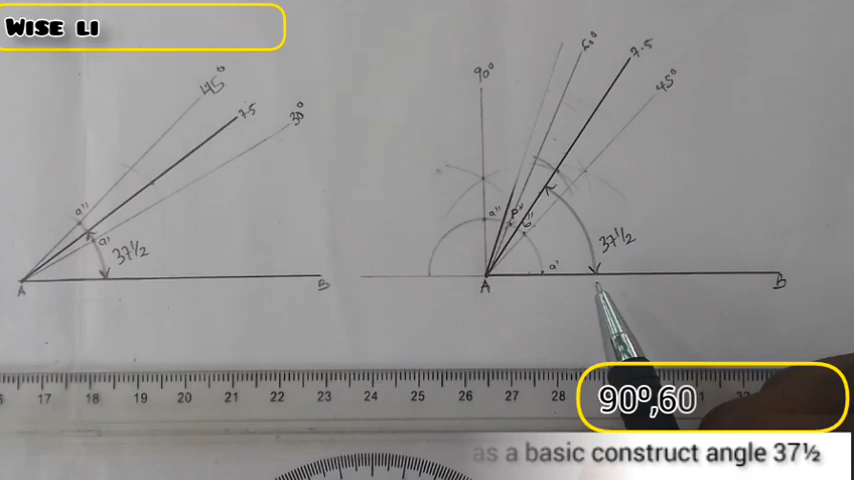 WISE LI
45°
7.5
30°
a''
a'
37½
A
B
90°
60°
7.5
45°
a''
b''
37½
a'
A
B
17 18 19 20 21 22 23 24 25 26 27 28
90º,60
as a basic construct angle 37½